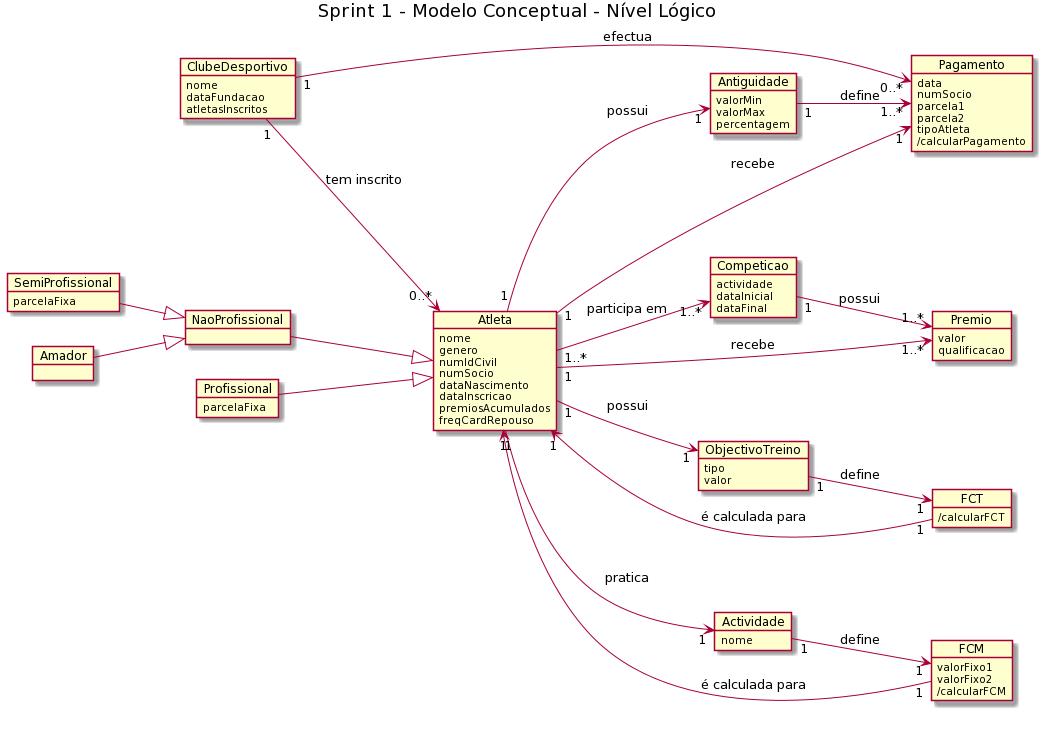 Sprint 1 - Modelo Conceptual - Nível Lógico
efectua
ClubeDesportivo
nome
dataFundacao
atletasInscritos
1
1
0..*
Pagamento
data
numSocio
parcela1
parcela2
tipoAtleta
/calcularPagamento
Antiguidade
valorMin
valorMax
percentagem
define
1
1..*
possui
1
1
recebe
1
1
tem inscrito
0..*
SemiProfissional
parcelaFixa
NaoProfissional
Amador
Profissional
parcelaFixa
Atleta
nome
genero
numIdCivil
numSocio
dataNascimento
dataInscricao
premiosAcumulados
freqCardRepouso
Competicao
actividade
dataInicial
dataFinal
participa em
1..*
1..*
possui
1
1..*
Premio
valor
qualificacao
recebe
1
1..*
possui
1
1
ObjectivoTreino
tipo
valor
define
1
1
FCT
/calcularFCT
é calculada para
1
1
pratica
1
1
1
Actividade
nome
define
1
1
FCM
valorFixo1
valorFixo2
/calcularFCM
é calculada para
1